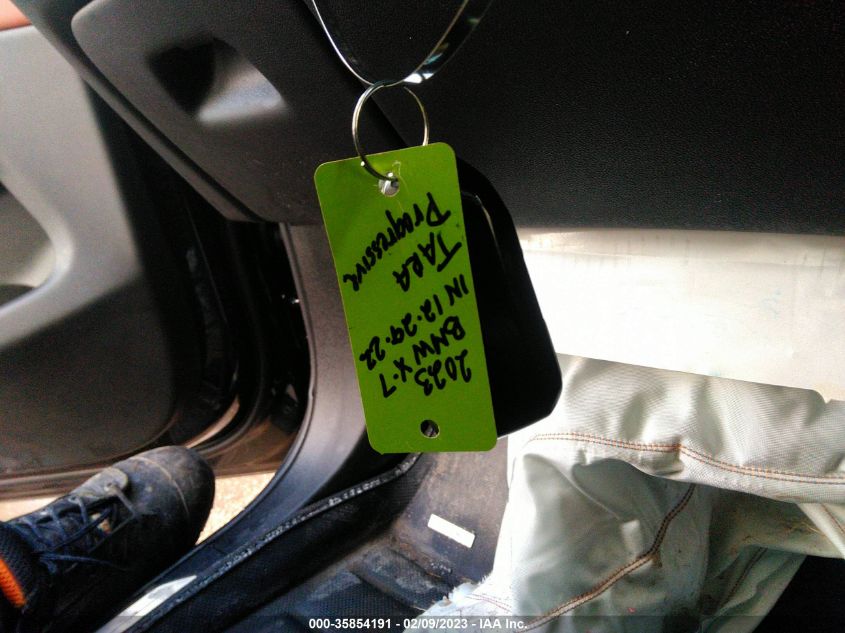 2023
BMW X-7
IN 12-29-22
TARA
Progressive
000-35854191 - 02/09/2023 - IAA Inc.